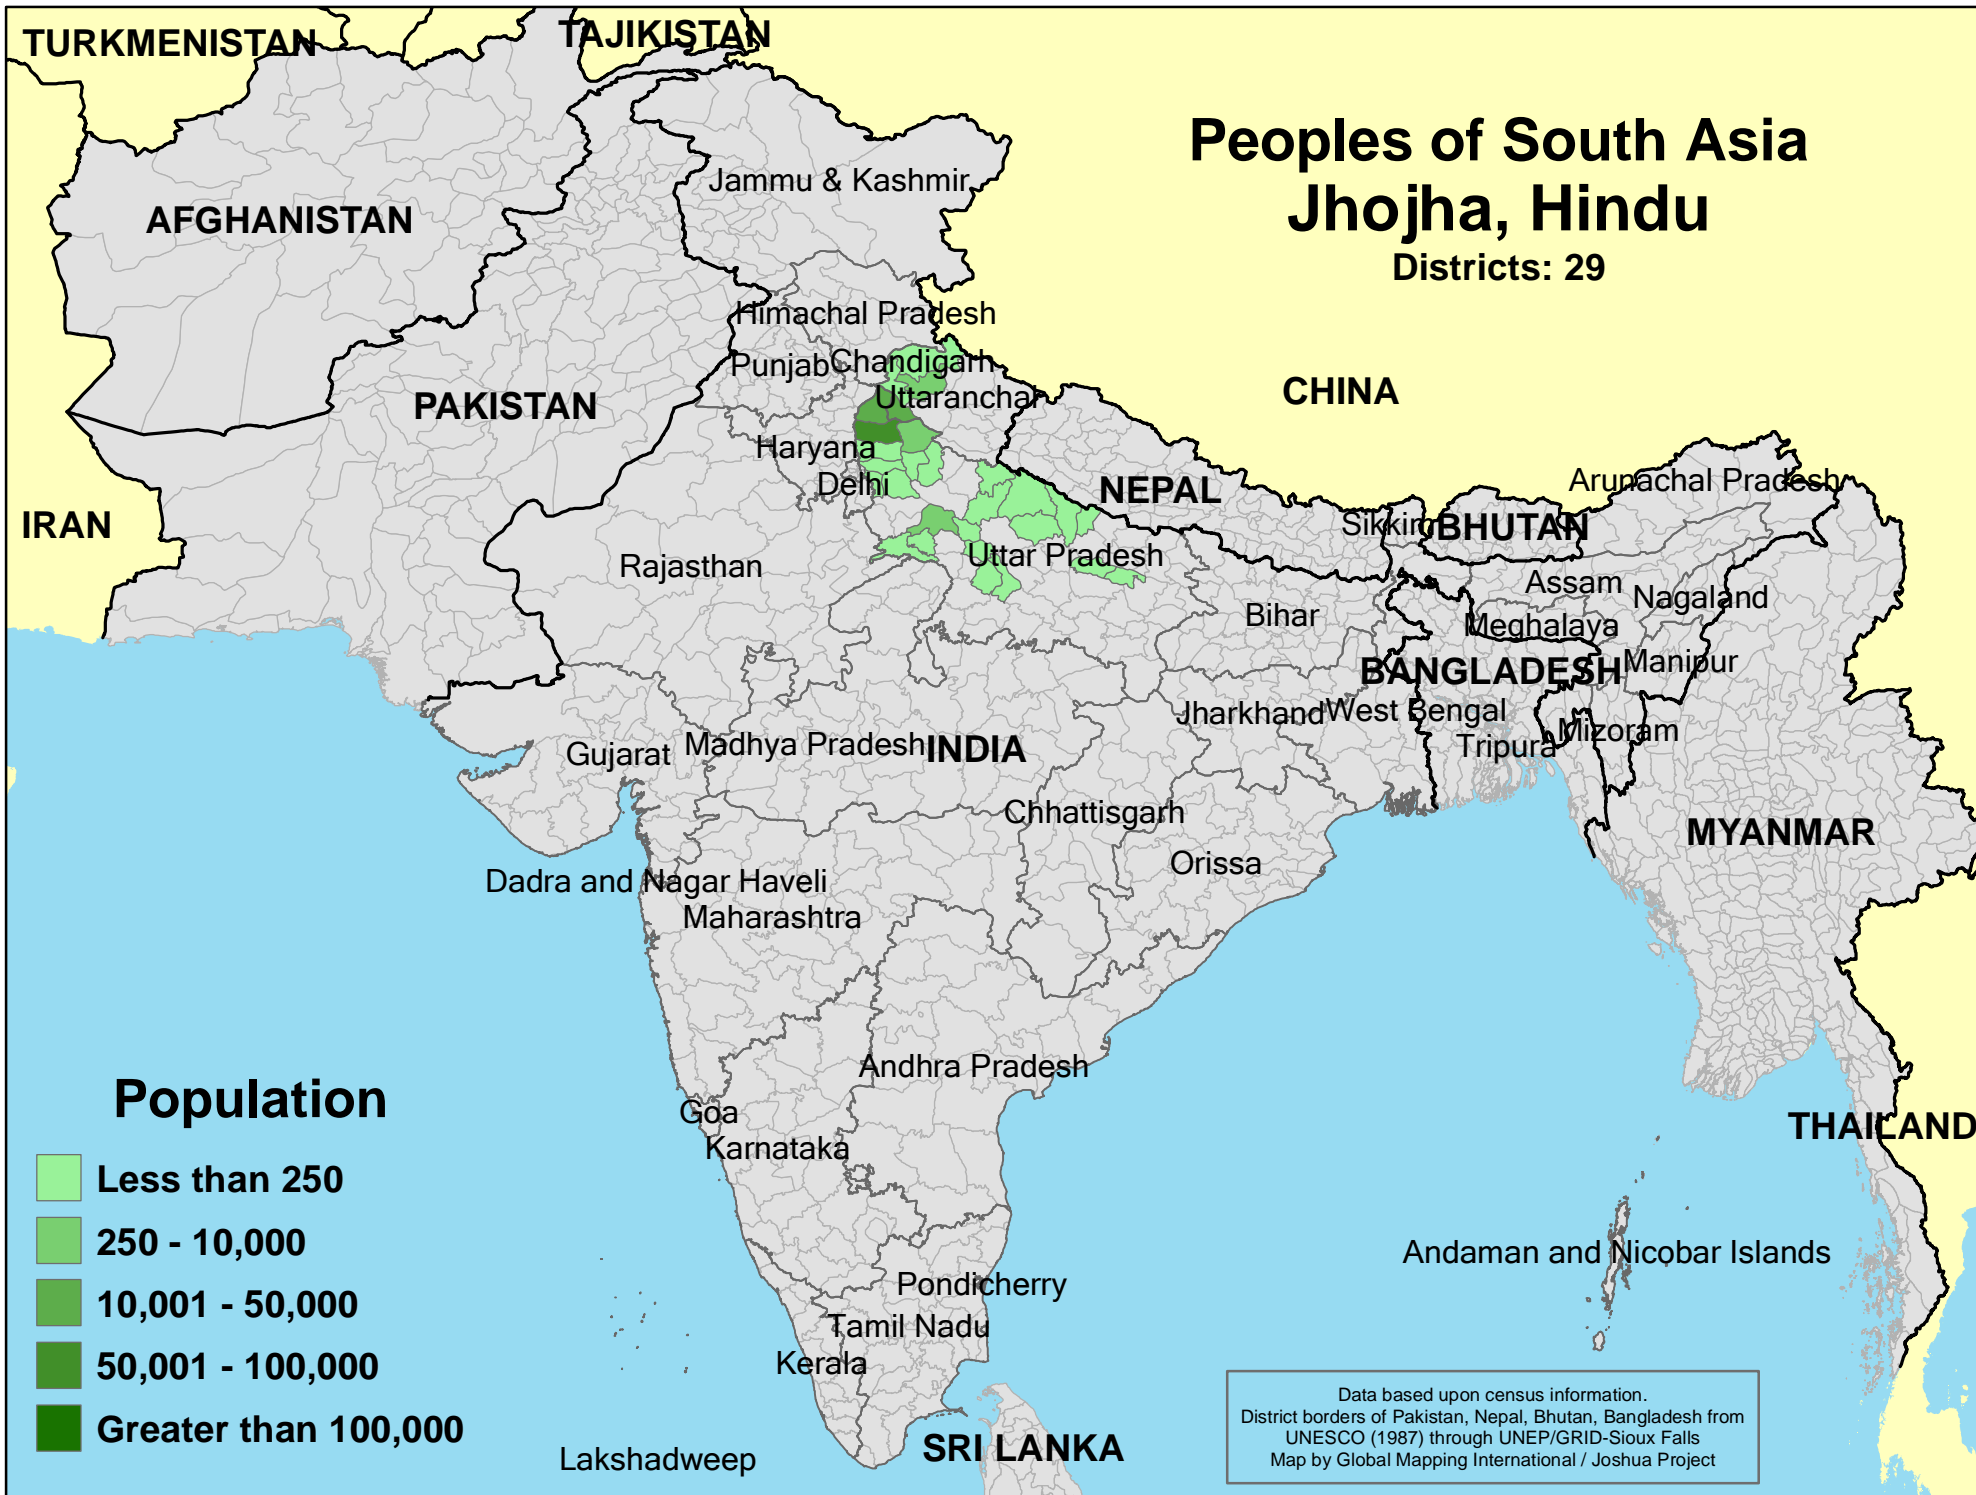 TURKMENISTAN
TAJIKISTAN
Peoples of South Asia
Jhojha, Hindu
Districts: 29
Jammu & Kashmir
AFGHANISTAN
Himachal Pradesh
Punjab
Chandigarh
CHINA
PAKISTAN
Uttaranchal
Haryana
Delhi
NEPAL
Arunachal Pradesh
IRAN
Sikkim
BHUTAN
Rajasthan
Uttar Pradesh
Assam
Nagaland
Bihar
Meghalaya
BANGLADESH
Manipur
Jharkhand
West Bengal
Gujarat
Madhya Pradesh
INDIA
Tripura
Mizoram
Chhattisgarh
MYANMAR
Orissa
Dadra and Nagar Haveli
Maharashtra
Andhra Pradesh
Goa
Karnataka
THAILAND
Andaman and Nicobar Islands
Pondicherry
Tamil Nadu
Kerala
Lakshadweep
SRI LANKA
Population
Less than 250
250 - 10,000
10,001 - 50,000
50,001 - 100,000
Greater than 100,000
Data based upon census information.
District borders of Pakistan, Nepal, Bhutan, Bangladesh from
UNESCO (1987) through UNEP/GRID-Sioux Falls
Map by Global Mapping International / Joshua Project